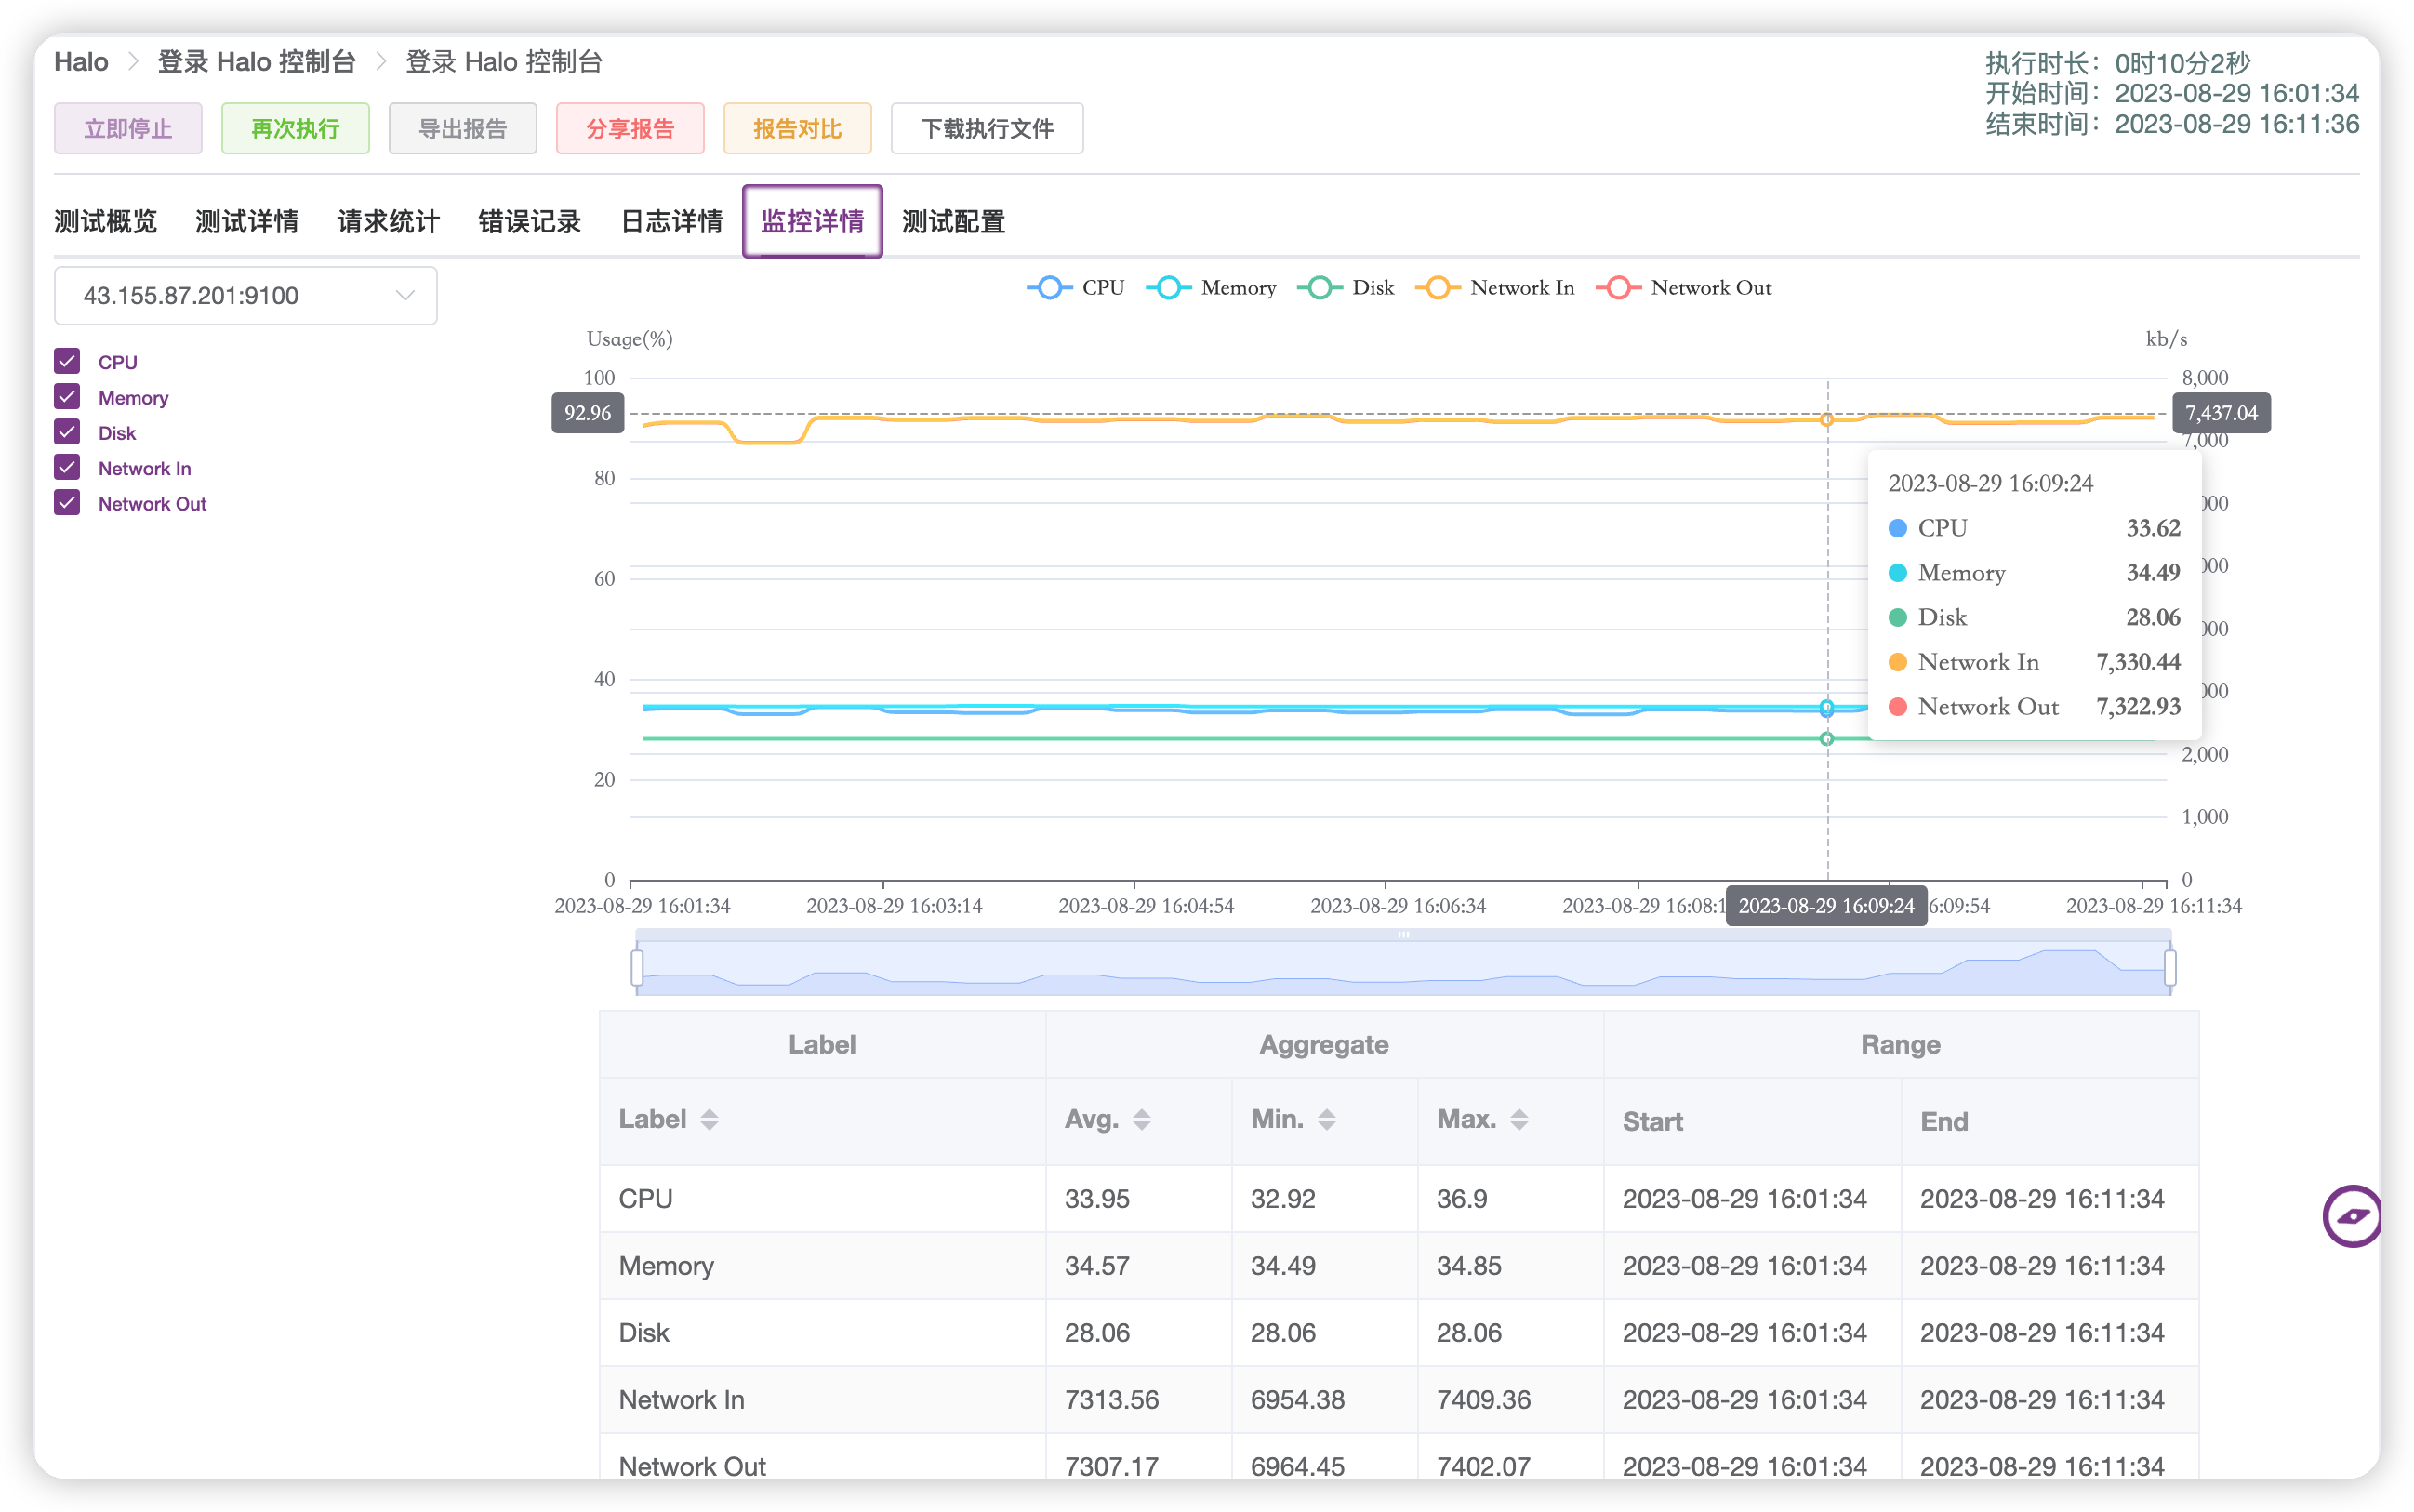 Halo > 登录 Halo 控制台 > 登录 Halo 控制台
执行时长：0时10分2秒
开始时间：2023-08-29 16:01:34
结束时间：2023-08-29 16:11:36
立即停止 再次执行 导出报告 分享报告 报告对比 下载执行文件
测试概览 测试详情 请求统计 错误记录 日志详情 监控详情 测试配置
43.155.87.201:9100
CPU
Memory
Disk
Network In
Network Out
CPU Memory Disk Network In Network Out
Usage(%) kb/s
100 8,000
92.96 7,437.04
7,000
80
000
60
000
000
40
000
2,000
20
1,000
0 0
2023-08-29 16:09:24
CPU 33.62
Memory 34.49
Disk 28.06
Network In 7,330.44
Network Out 7,322.93
2023-08-29 16:01:34 2023-08-29 16:03:14 2023-08-29 16:04:54 2023-08-29 16:06:34 2023-08-29 16:08:1 2023-08-29 16:09:24 6:09:54 2023-08-29 16:11:34
Label Aggregate Range
Label Avg. Min. Max. Start End
CPU 33.95 32.92 36.9 2023-08-29 16:01:34 2023-08-29 16:11:34
Memory 34.57 34.49 34.85 2023-08-29 16:01:34 2023-08-29 16:11:34
Disk 28.06 28.06 28.06 2023-08-29 16:01:34 2023-08-29 16:11:34
Network In 7313.56 6954.38 7409.36 2023-08-29 16:01:34 2023-08-29 16:11:34
Network Out 7307.17 6964.45 7402.07 2023-08-29 16:01:34 2023-08-29 16:11:34